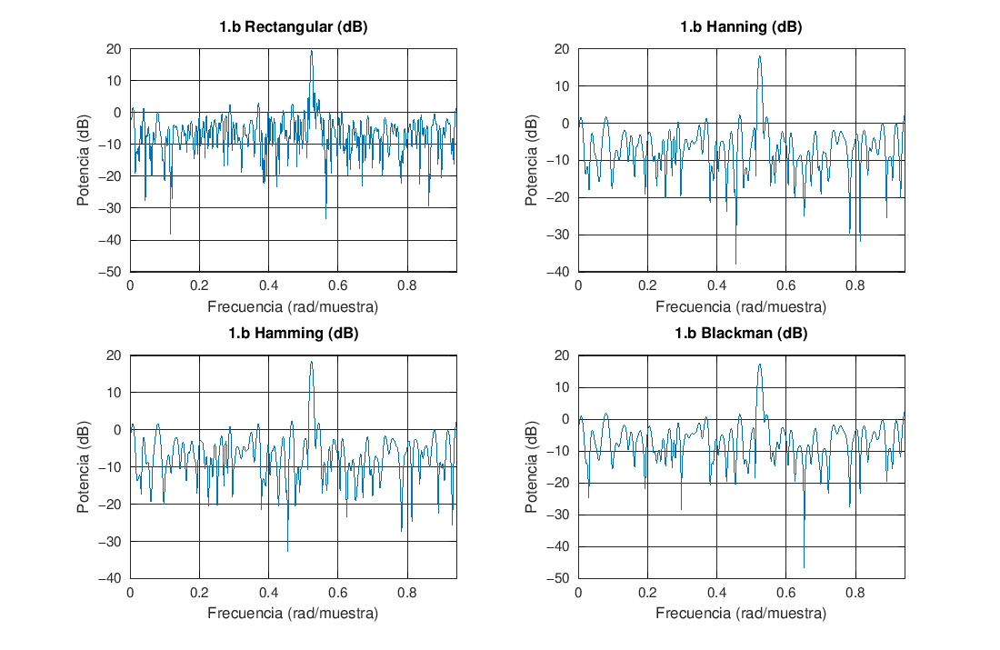 1.b Rectangular (dB)
20
10
0
−10
−20
−30
−40
−50
Potencia (dB)
0 0.2 0.4 0.6 0.8
Frecuencia (rad/muestra)
1.b Hanning (dB)
20
10
0
−10
−20
−30
−40
Potencia (dB)
0 0.2 0.4 0.6 0.8
Frecuencia (rad/muestra)
1.b Hamming (dB)
20
10
0
−10
−20
−30
−40
Potencia (dB)
0 0.2 0.4 0.6 0.8
Frecuencia (rad/muestra)
1.b Blackman (dB)
20
10
0
−10
−20
−30
−40
−50
Potencia (dB)
0 0.2 0.4 0.6 0.8
Frecuencia (rad/muestra)